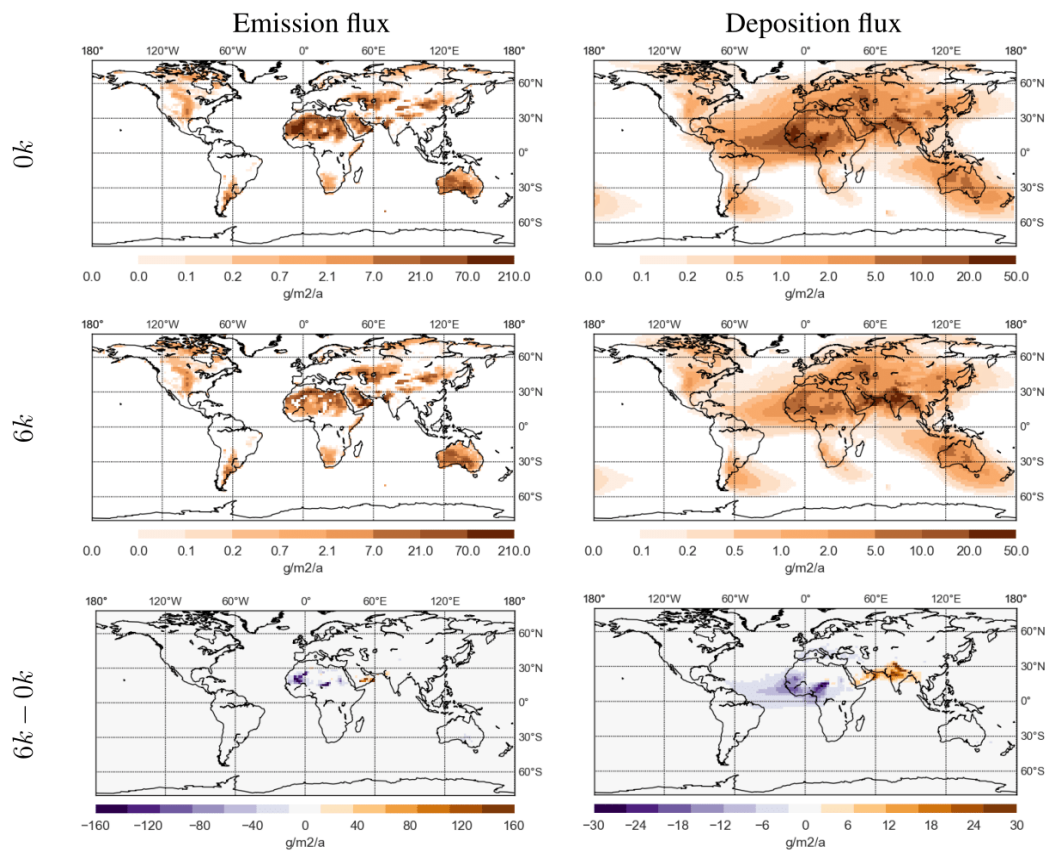 Emission flux
Deposition flux
180° 120°W 60°W 0° 60°E 120°E 180°
180° 120°W 60°W 0° 60°E 120°E 180°
0k
60°N
30°N
0°
30°S
60°S
60°N
30°N
0°
30°S
60°S
0.0 0.0 0.1 0.2 0.7 2.1 7.0 21.0 70.0 210.0
g/m2/a
0.0 0.1 0.2 0.5 1.0 2.0 5.0 10.0 20.0 50.0
g/m2/a
180° 120°W 60°W 0° 60°E 120°E 180°
180° 120°W 60°W 0° 60°E 120°E 180°
6k
60°N
30°N
0°
30°S
60°S
60°N
30°N
0°
30°S
60°S
0.0 0.0 0.1 0.2 0.7 2.1 7.0 21.0 70.0 210.0
g/m2/a
0.0 0.1 0.2 0.5 1.0 2.0 5.0 10.0 20.0 50.0
g/m2/a
180° 120°W 60°W 0° 60°E 120°E 180°
180° 120°W 60°W 0° 60°E 120°E 180°
6k − 0k
60°N
30°N
0°
30°S
60°S
60°N
30°N
0°
30°S
60°S
−160 −120 −80 −40 0 40 80 120 160
g/m2/a
−30 −24 −18 −12 −6 0 6 12 18 24 30
g/m2/a